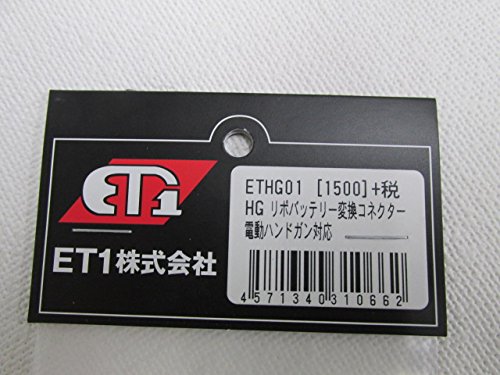 ET1
ET1株式会社
ETHG01 [1500]+税
HG リポバッテリー変換コネクター
電動ハンドガン対応
4571340310662